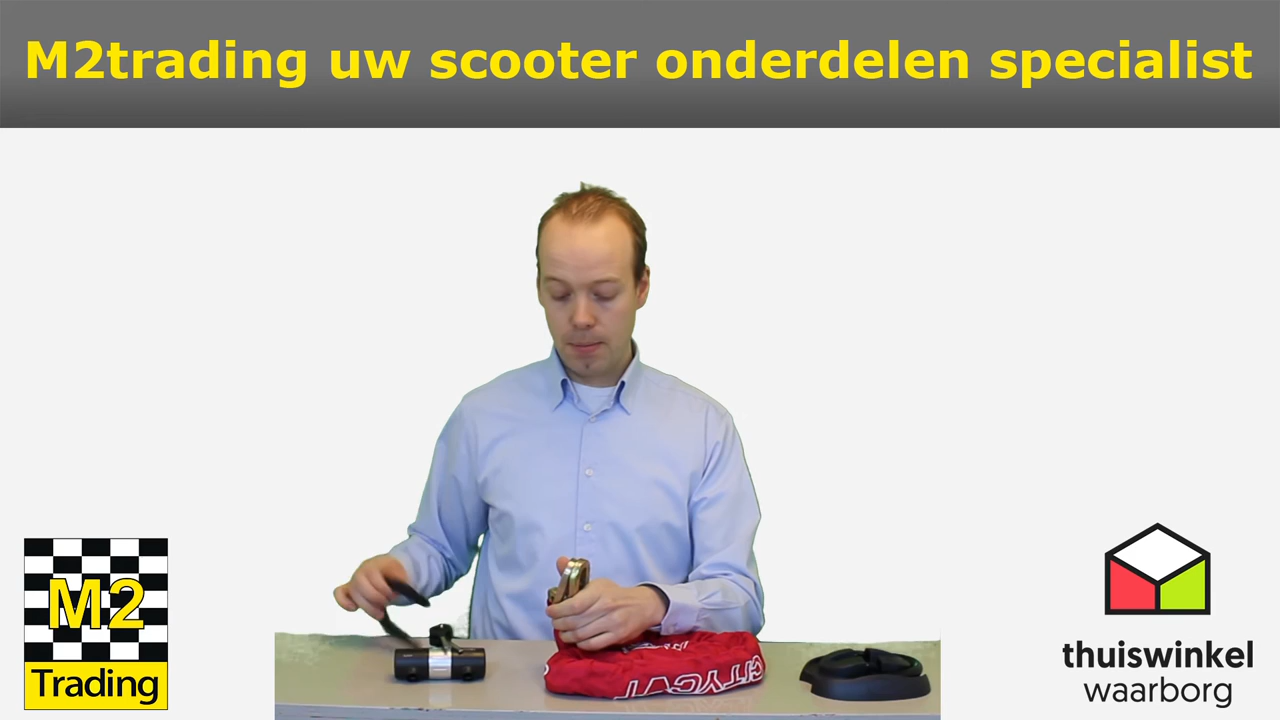 M2trading uw scooter onderdelen specialist
M2
Trading
thuiswinkel
waarborg